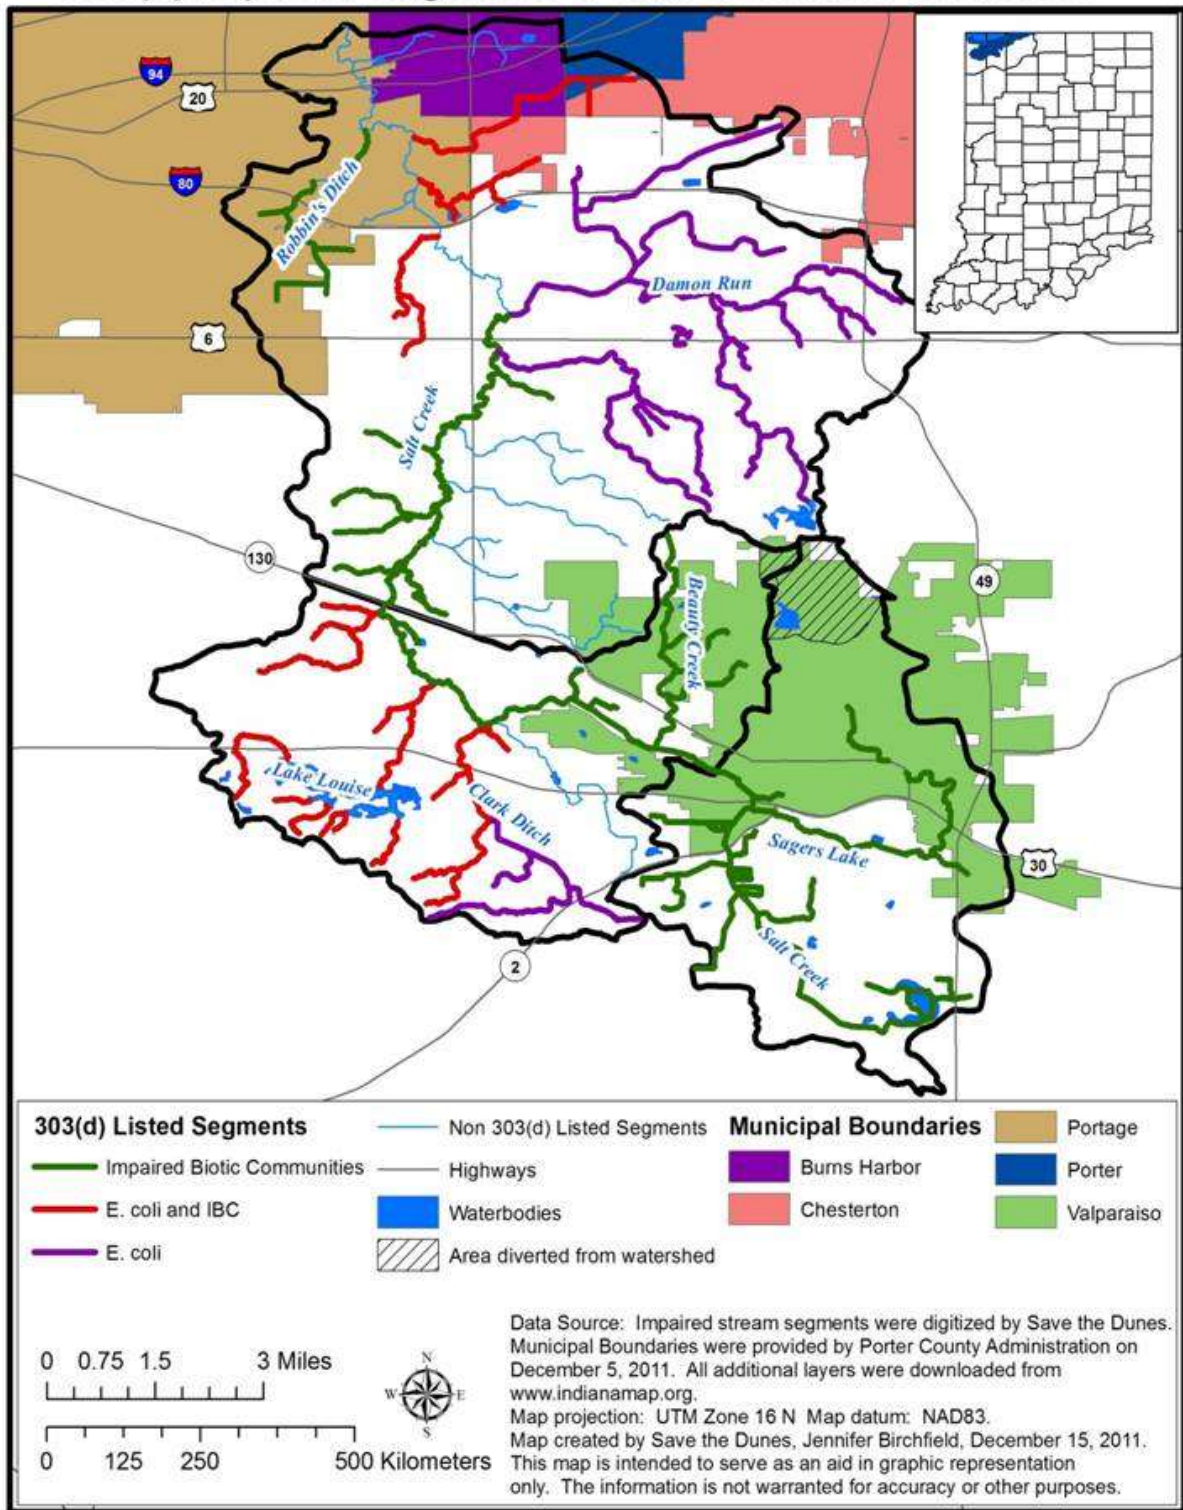 94
20
80
Robbin's Ditch
6
Damon Run
Salt Creek
130
Beauty Creek
49
Lake Louise
Clark Ditch
Sagers Lake
30
Salt Creek
2
303(d) Listed Segments
Impaired Biotic Communities
E. coli and IBC
E. coli
Non 303(d) Listed Segments
Highways
Waterbodies
Area diverted from watershed
Municipal Boundaries
Burns Harbor
Chesterton
Portage
Porter
Valparaiso
0 0.75 1.5 3 Miles
0 125 250 500 Kilometers
N
W E
S
Data Source: Impaired stream segments were digitized by Save the Dunes.
Municipal Boundaries were provided by Porter County Administration on
December 5, 2011. All additional layers were downloaded from
www.indianamap.org.
Map projection: UTM Zone 16 N Map datum: NAD83.
Map created by Save the Dunes, Jennifer Birchfield, December 15, 2011.
This map is intended to serve as an aid in graphic representation
only. The information is not warranted for accuracy or other purposes.